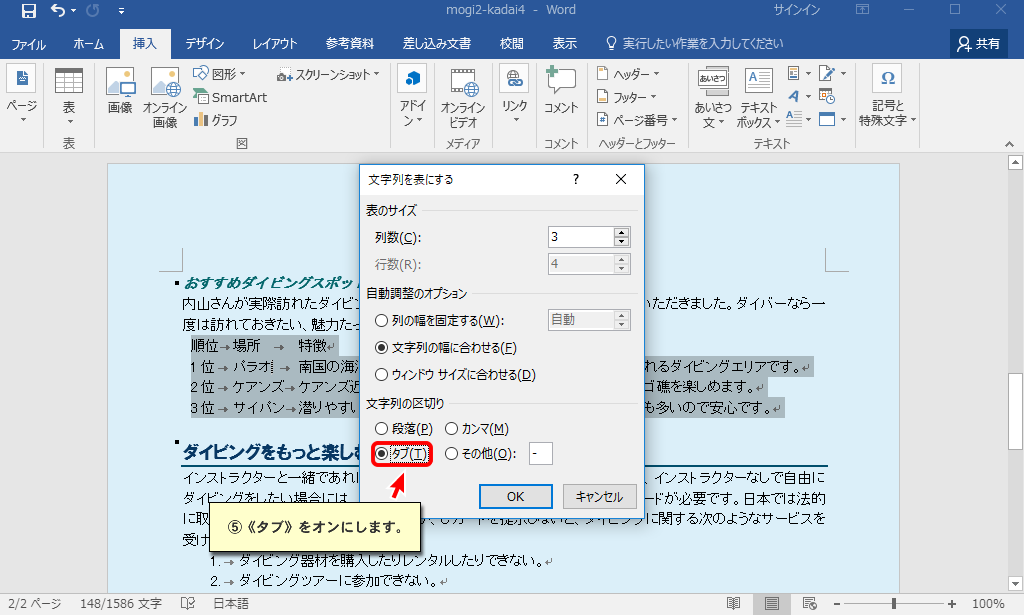 mogi2-kadai4 - Word
サインイン
ファイル ホーム 挿入 デザイン レイアウト 参考資料 差し込み文書 校閲 表示 実行したい作業を入力してください 共有
ページ
表
画像
オンライン
画像
図形
SmartArt
グラフ
スクリーンショット
アドイ
ン
オンライン
ビデオ
リンク
コメント
ヘッダー
フッター
ページ番号
あいさつ
あいさつ
文
テキスト
ボックス
記号と
特殊文字
表 図 メディア コメント ヘッダーとフッター テキスト
文字列を表にする ? ×
表のサイズ
列数(C): 3
行数(R): 4
自動調整のオプション
列の幅を固定する(W): 自動
文字列の幅に合わせる(F)
ウィンドウ サイズに合わせる(D)
文字列の区切り
段落(P) カンマ(M)
タブ(T) その他(O): -
OK キャンセル
⑤《タブ》をオンにします。
おすすめダイビングスポッ
内山さんが実際訪れたダイビン いただきました。ダイバーなら一
度は訪れておきたい、魅力たっ
順位→場所 → 特徴
1位→ パラオ → 南国の海 れるダイビングエリアです。
2位→ ケアンズ→ケアンズ近 ゴ礁を楽しめます。
3位→ サイパン→潜りやすい も多いので安心です。
ダイビングをもっと楽し
インストラクターと一緒であれ 、インストラクターなしで自由に
ダイビングをしたい場合には ードが必要です。日本では法的
に取 カードを提示しないと、ダイビングに関する次のようなサービスを
受け
1.→ ダイビング器材を購入したりレンタルしたりできない。
2.→ ダイビングツアーに参加できない。
2/2 ページ 148/1586 文字 日本語 100%